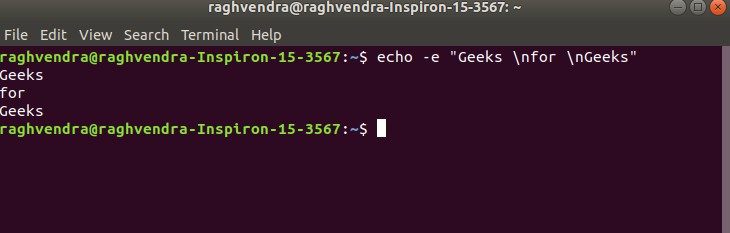 raghvendra@raghvendra-Inspiron-15-3567: ~
File Edit View Search Terminal Help
raghvendra@raghvendra-Inspiron-15-3567:~$ echo -e "Geeks \nfor \nGeeks"
Geeks
for
Geeks
raghvendra@raghvendra-Inspiron-15-3567:~$